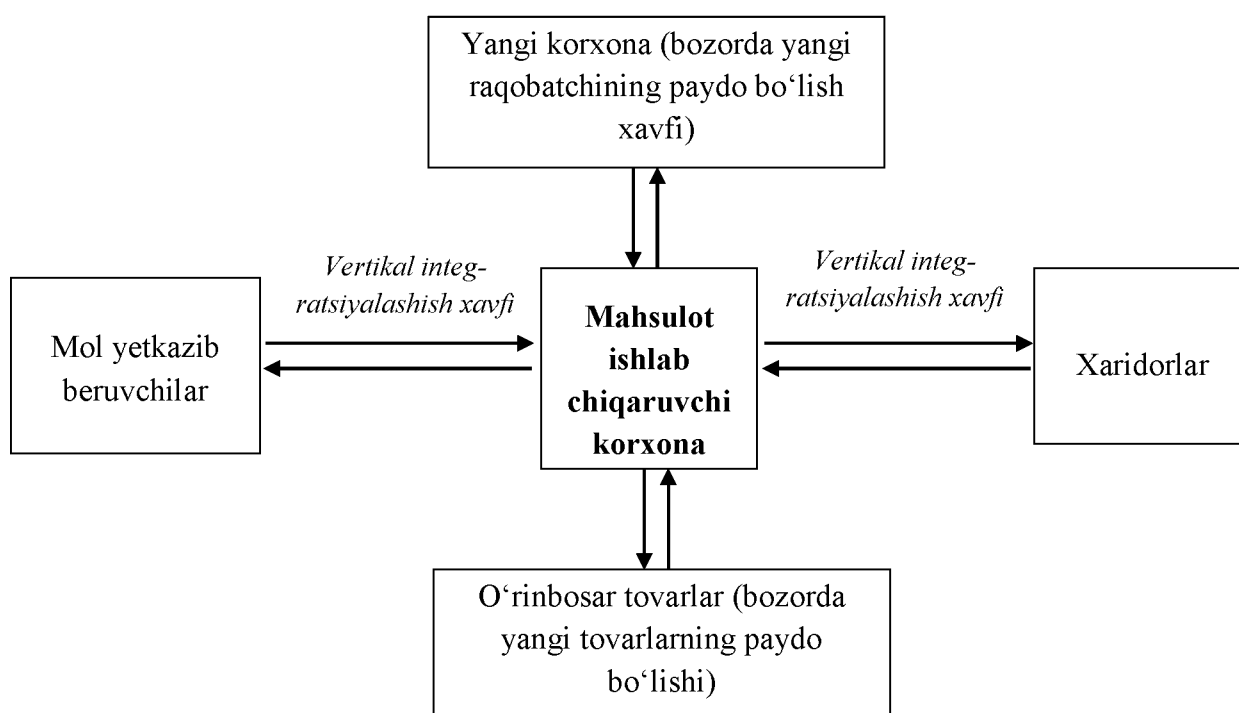 Yangi korxona (bozorda yangi
raqobatchining paydo bo‘lish
xavfi)
Vertikal integ-
ratsiyalashish xavfi
Vertikal integ-
ratsiyalashish xavfi
Mol yetkazib
beruvchilar
Mahsulot
ishlab
chiqaruvchi
korxona
Xaridorlar
O‘rinbosar tovarlar (bozorda
yangi tovarlarning paydo
bo‘lishi)